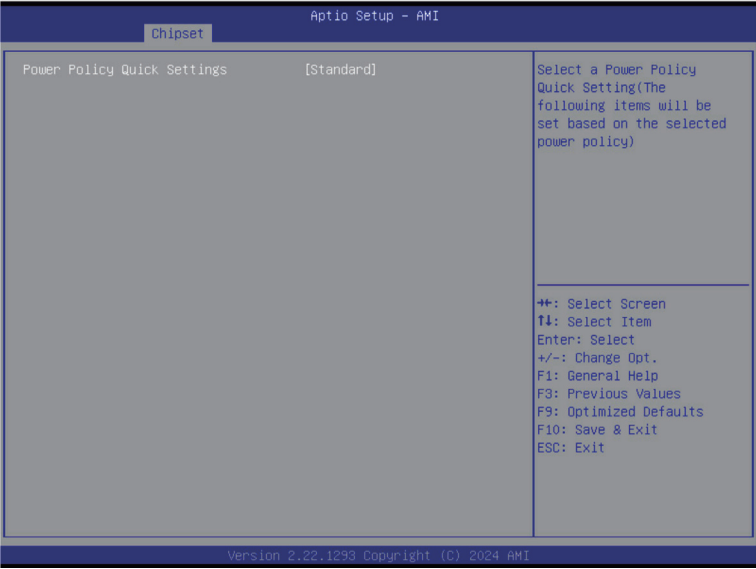 Aptio Setup – AMI
Chipset
Power Policy Quick Settings [Standard]
Select a Power Policy
Quick Setting(The
following items will be
set based on the selected
power policy)
→←: Select Screen
↑↓: Select Item
Enter: Select
+/-: Change Opt.
F1: General Help
F3: Previous Values
F9: Optimized Defaults
F10: Save & Exit
ESC: Exit
Version 2.22.1293 Copyright (C) 2024 AMI